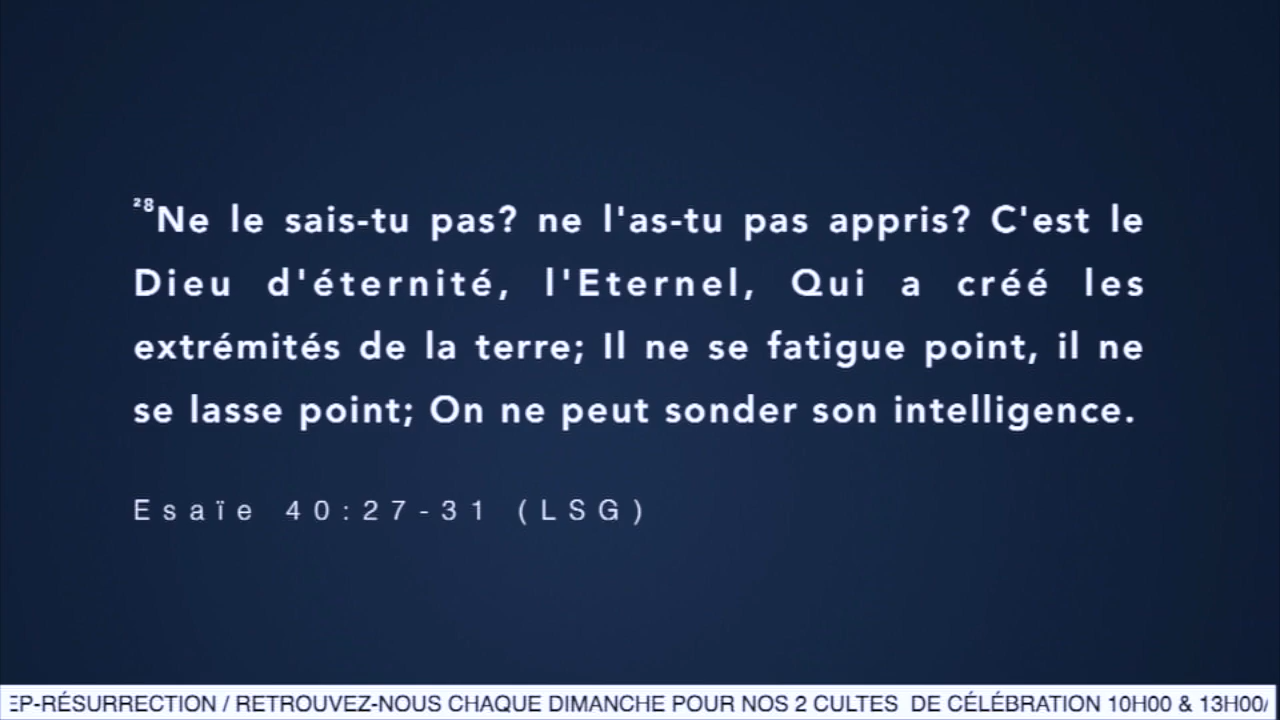 ²⁸Ne le sais-tu pas? ne l'as-tu pas appris? C'est le
Dieu d'éternité, l'Eternel, Qui a créé les
extrémités de la terre; Il ne se fatigue point, il ne
se lasse point; On ne peut sonder son intelligence.
Esaïe 40:27-31 (LSG)
EP-RÉSURRECTION / RETROUVEZ-NOUS CHAQUE DIMANCHE POUR NOS 2 CULTES DE CÉLÉBRATION 10H00 & 13H00/